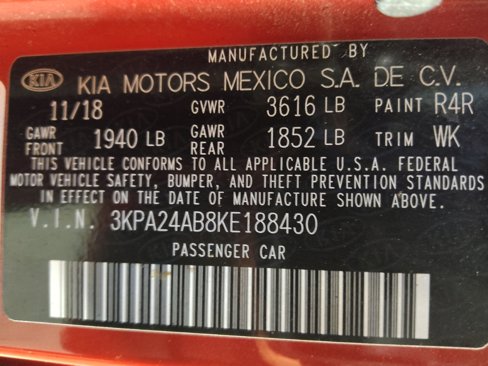 MANUFACTURED BY
KIA KIA MOTORS MEXICO S.A. DE C.V.
11/18 GVWR 3616 LB PAINT R4R
GAWR FRONT 1940 LB GAWR REAR 1852 LB TRIM WK
THIS VEHICLE CONFORMS TO ALL APPLICABLE U.S.A. FEDERAL
MOTOR VEHICLE SAFETY, BUMPER, AND THEFT PREVENTION STANDARDS
IN EFFECT ON THE DATE OF MANUFACTURE SHOWN ABOVE.
V.I.N. 3KPA24AB8KE188430
PASSENGER CAR